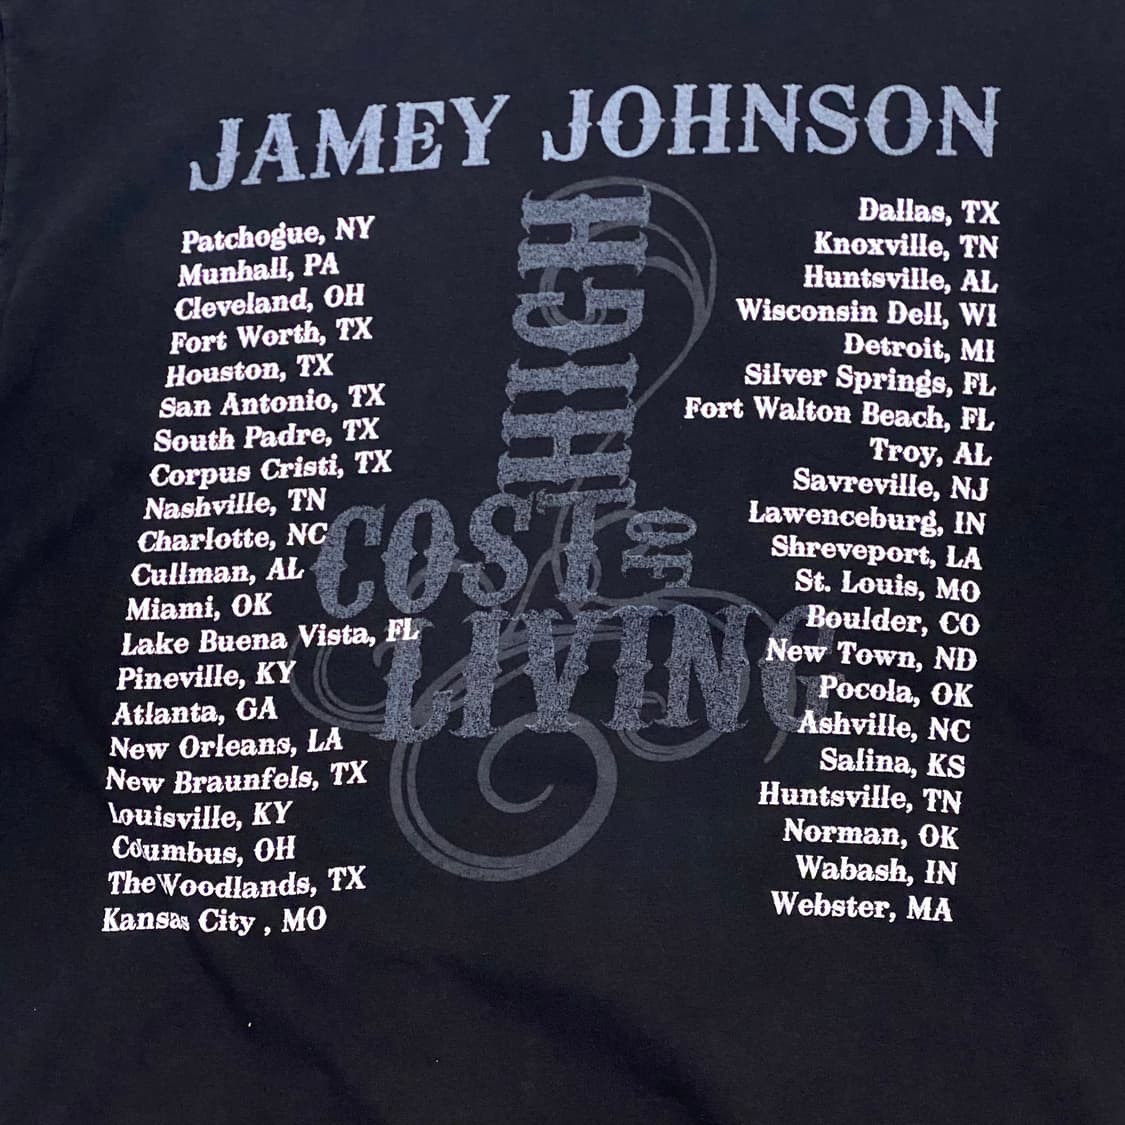 JAMEY JOHNSON
Patchogue, NY
Munhall, PA
Cleveland, OH
Fort Worth, TX
Houston, TX
San Antonio, TX
South Padre, TX
Corpus Cristi, TX
Nashville, TN
Charlotte, NC
Cullman, AL
Miami, OK
Lake Buena Vista, FL
Pineville, KY
Atlanta, GA
New Orleans, LA
New Braunfels, TX
Louisville, KY
Columbus, OH
The Woodlands, TX
Kansas City , MO
HIGH
COST OF
LIVING
Dallas, TX
Knoxville, TN
Huntsville, AL
Wisconsin Dell, WI
Detroit, MI
Silver Springs, FL
Fort Walton Beach, FL
Troy, AL
Savreville, NJ
Lawenceburg, IN
Shreveport, LA
St. Louis, MO
Boulder, CO
New Town, ND
Pocola, OK
Ashville, NC
Salina, KS
Huntsville, TN
Norman, OK
Wabash, IN
Webster, MA